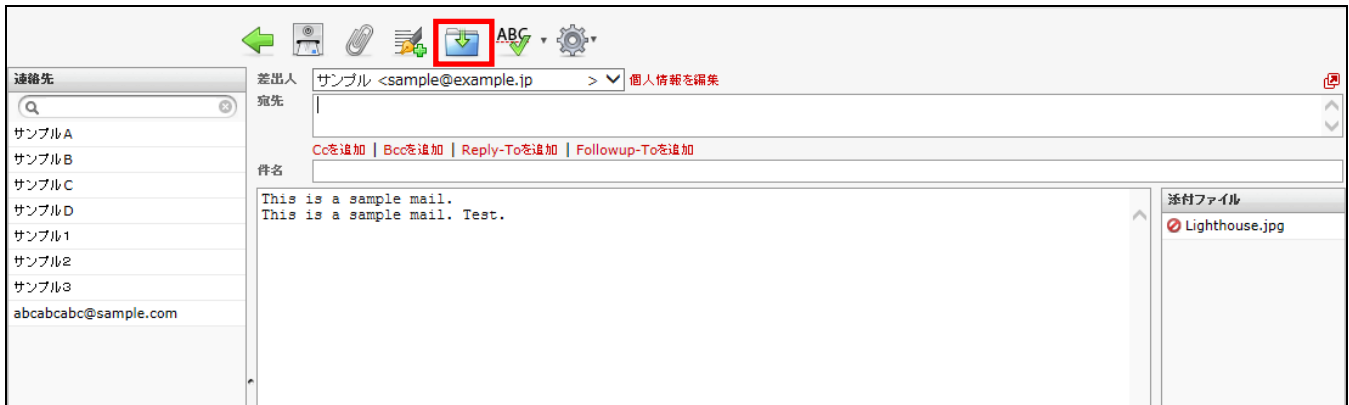 ABC
連絡先
サンプルA
サンプルB
サンプルC
サンプルD
サンプル1
サンプル2
サンプル3
abcabcabc@sample.com
差出人 サンプル <sample@example.jp > 個人情報を編集
宛先
Ccを追加 | Bccを追加 | Reply-Toを追加 | Followup-Toを追加
件名
This is a sample mail.
This is a sample mail. Test.
添付ファイル
Lighthouse.jpg